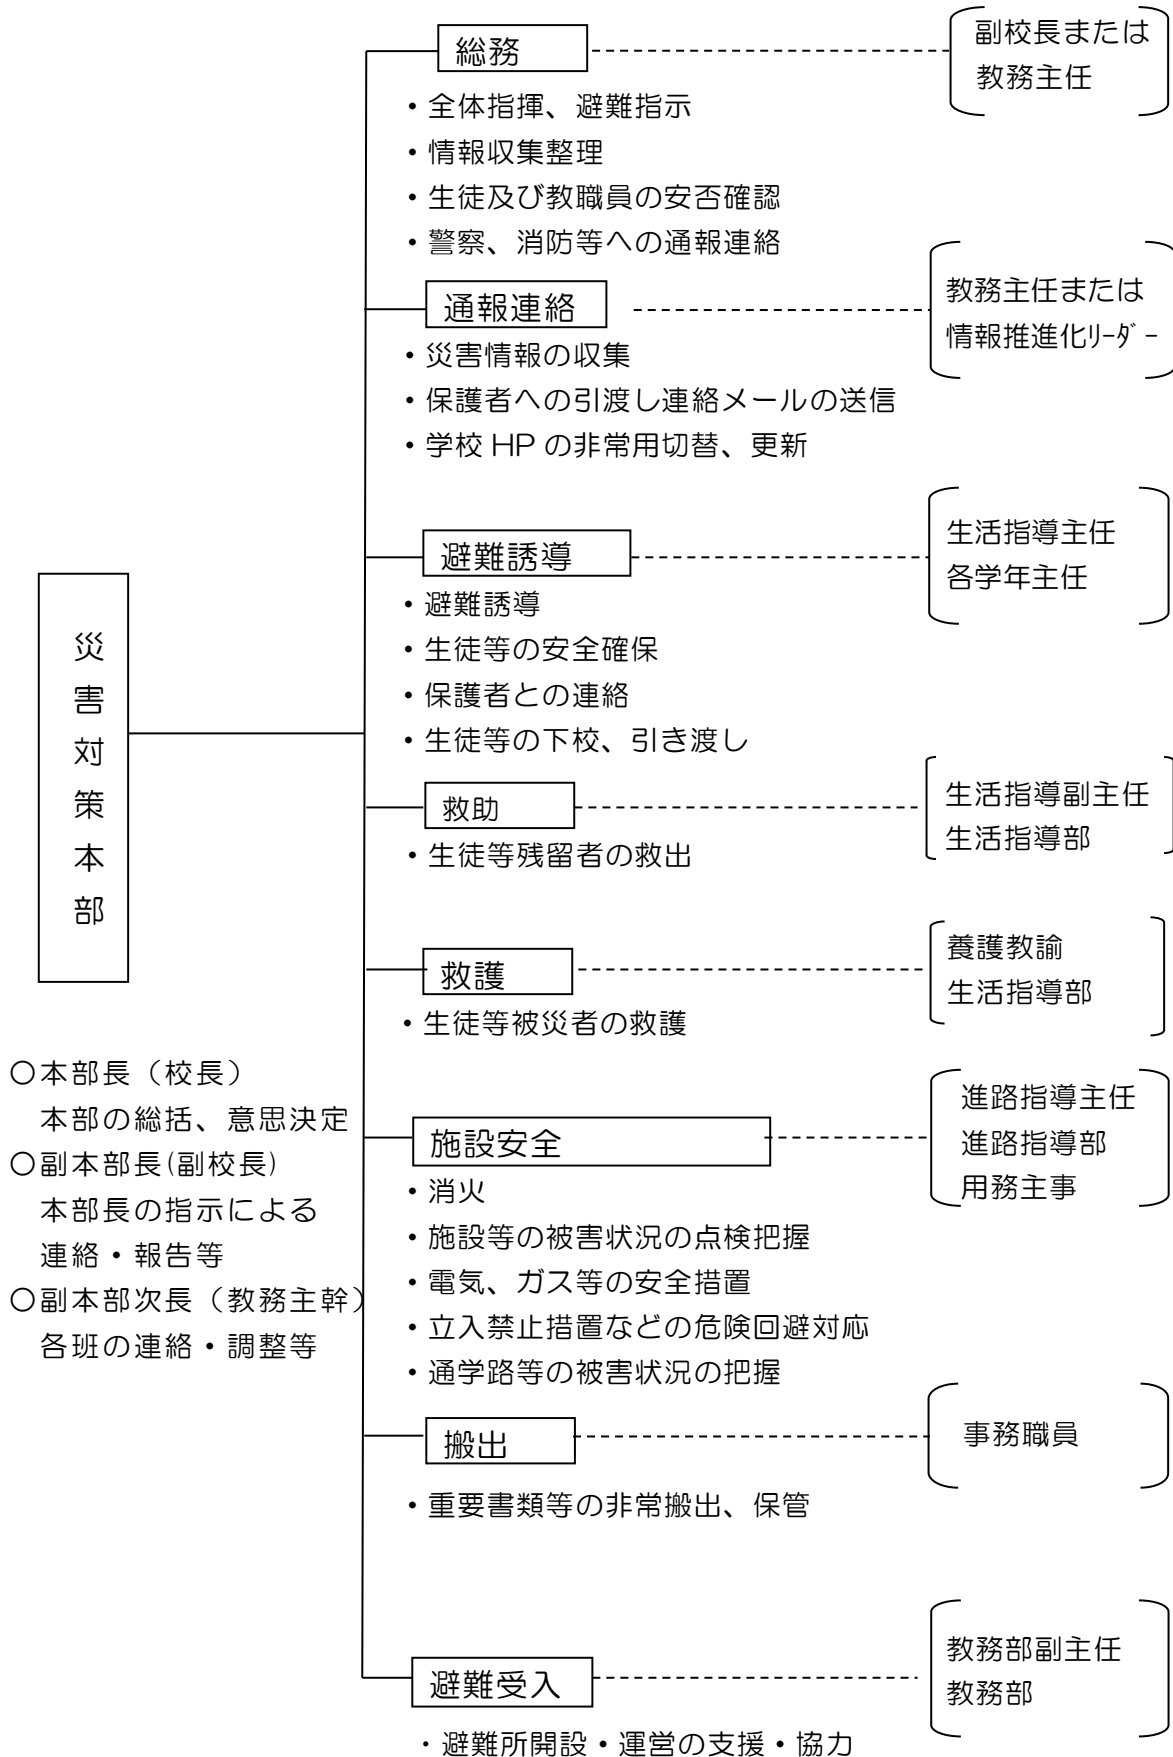 総務
副校長または
教務主任
・全体指揮、避難指示
・情報収集整理
・生徒及び教職員の安否確認
・警察、消防等への通報連絡
通報連絡
教務主任または
情報推進化ﾘｰﾀﾞｰ
・災害情報の収集
・保護者への引渡し連絡メールの送信
・学校 HP の非常用切替、更新
避難誘導
生活指導主任
各学年主任
・避難誘導
・生徒等の安全確保
・保護者との連絡
・生徒等の下校、引き渡し
災害対策本部
救助
生活指導副主任
生活指導部
・生徒等残留者の救出
救護
養護教諭
生活指導部
・生徒等被災者の救護
〇本部長（校長）
本部の総括、意思決定
〇副本部長(副校長)
本部長の指示による
連絡・報告等
〇副本部次長（教務主幹）
各班の連絡・調整等
施設安全
進路指導主任
進路指導部
用務主事
・消火
・施設等の被害状況の点検把握
・電気、ガス等の安全措置
・立入禁止措置などの危険回避対応
・通学路等の被害状況の把握
搬出
事務職員
・重要書類等の非常搬出、保管
避難受入
教務部副主任
教務部
・避難所開設・運営の支援・協力